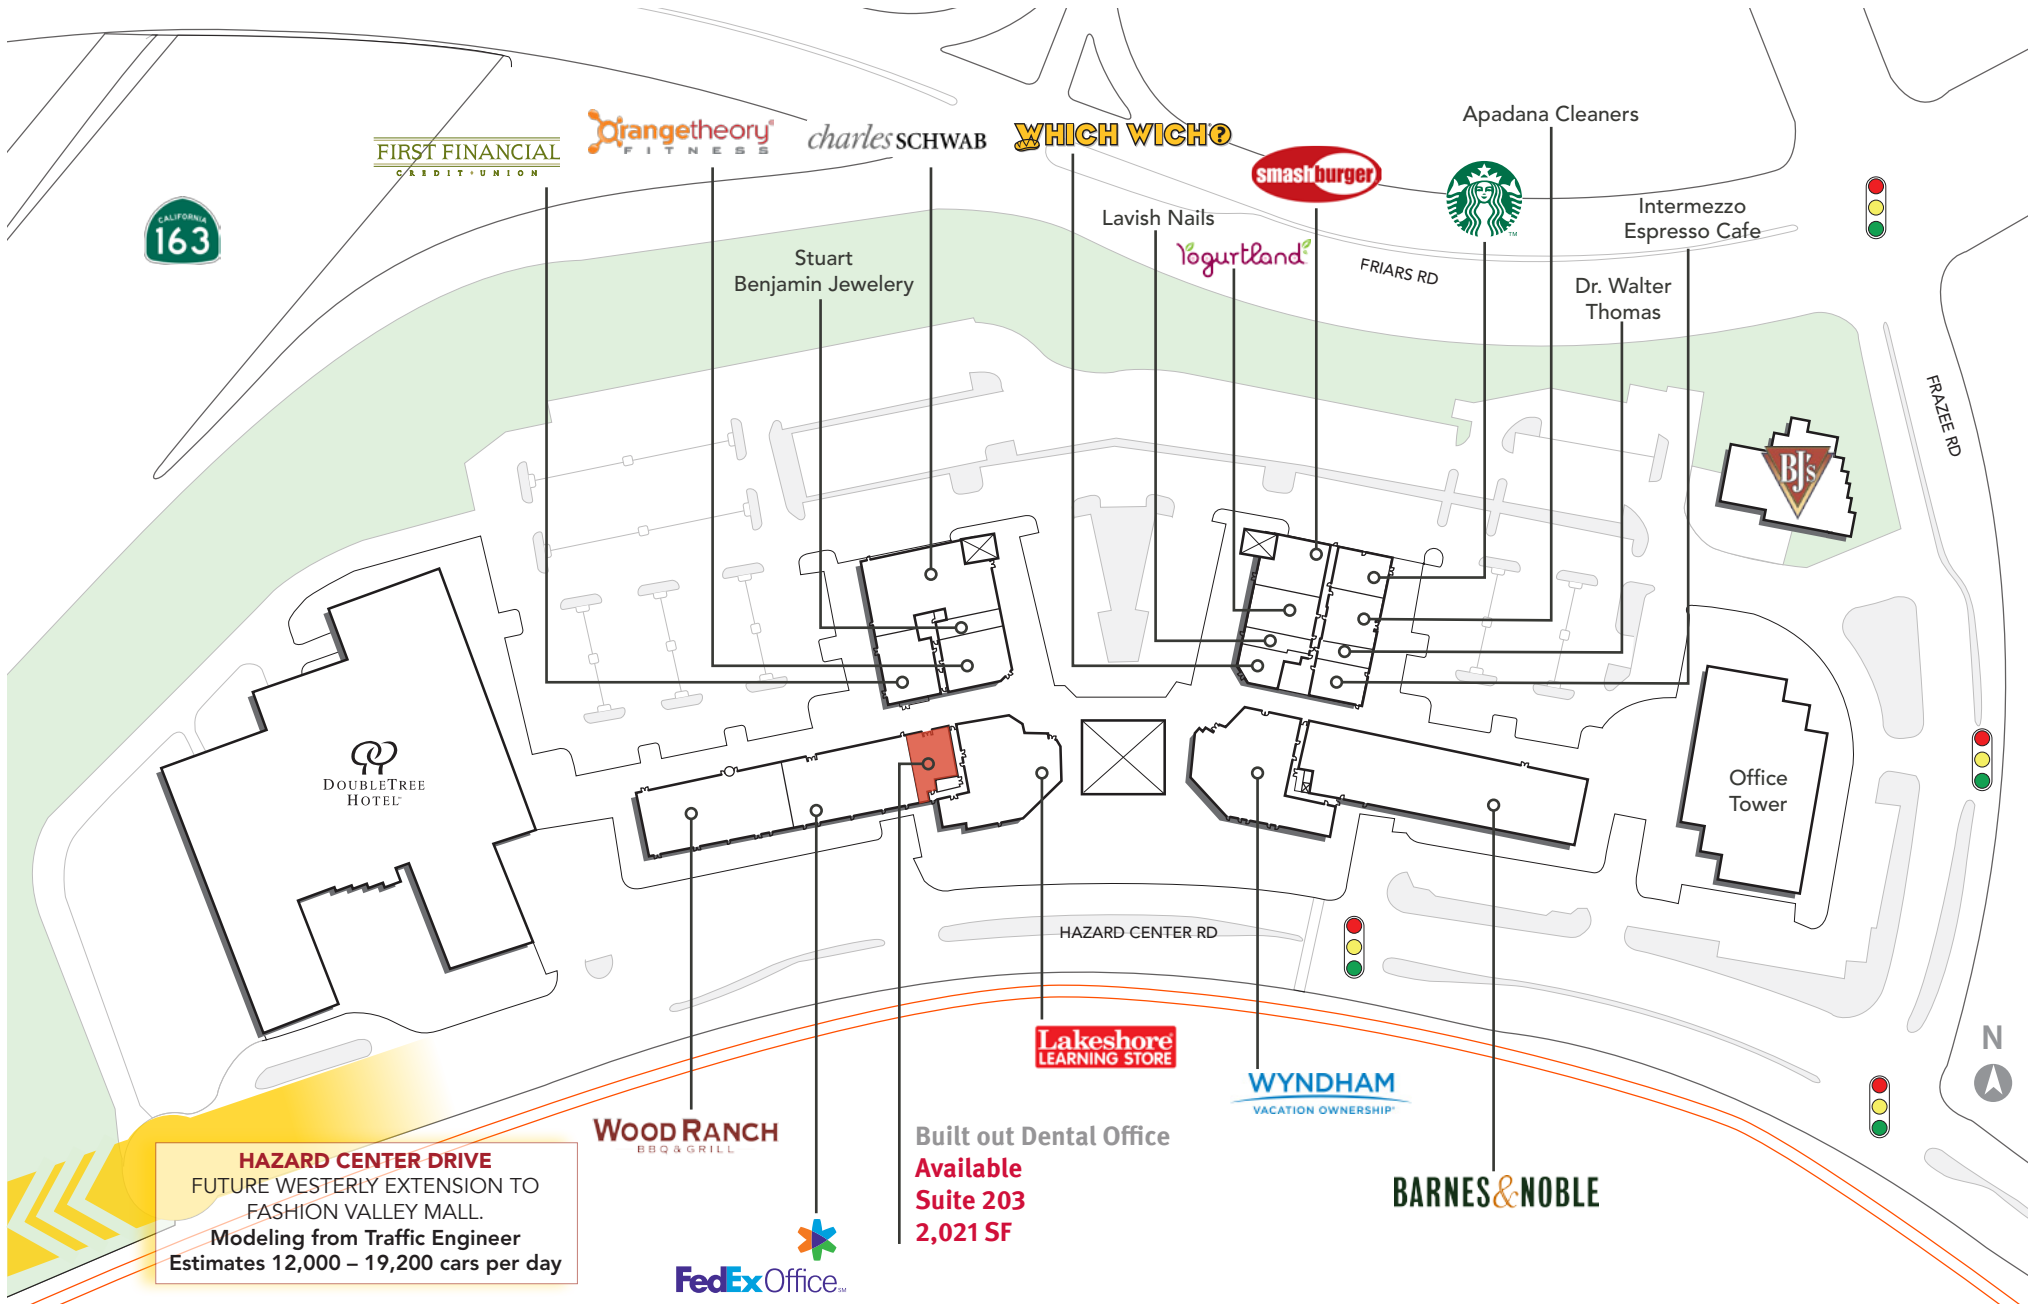 CALIFORNIA
163
FIRST FINANCIAL
CREDIT • UNION
Orangetheory®
FITNESS
charles SCHWAB
WHICH WICH?
smashburger
Apadana Cleaners
Intermezzo
Espresso Cafe
Lavish Nails
Yogurtland
FRIARS RD
Stuart
Benjamin Jewelery
Dr. Walter
Thomas
TM
FRAZEE RD
BJ's
DOUBLETREE
HOTEL™
Office
Tower
HAZARD CENTER RD
N
Lakeshore®
LEARNING STORE
WYNDHAM
VACATION OWNERSHIP®
WOOD RANCH
BBQ & GRILL
Built out Dental Office
Available
Suite 203
2,021 SF
BARNES&NOBLE
FedEx Office SM
HAZARD CENTER DRIVE
FUTURE WESTERLY EXTENSION TO
FASHION VALLEY MALL.
Modeling from Traffic Engineer
Estimates 12,000 – 19,200 cars per day